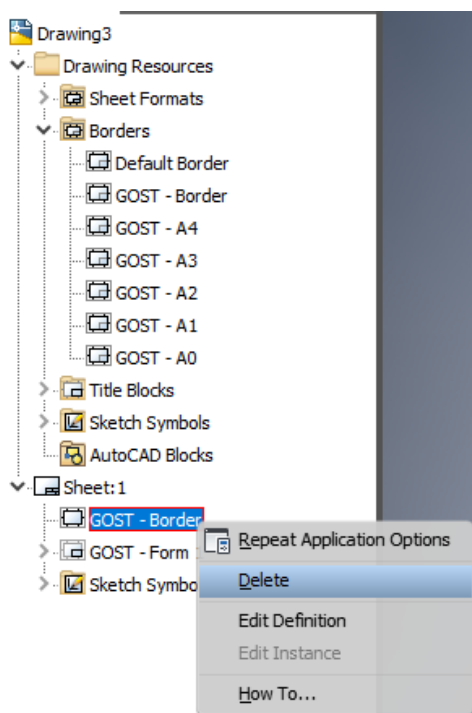 Drawing3
Drawing Resources
Sheet Formats
Borders
Default Border
GOST - Border
GOST - A4
GOST - A3
GOST - A2
GOST - A1
GOST - A0
Title Blocks
Sketch Symbols
AutoCAD Blocks
Sheet:1
GOST - Border
GOST - Form
Sketch Symbo
Repeat Application Options
Delete
Edit Definition
Edit Instance
How To...